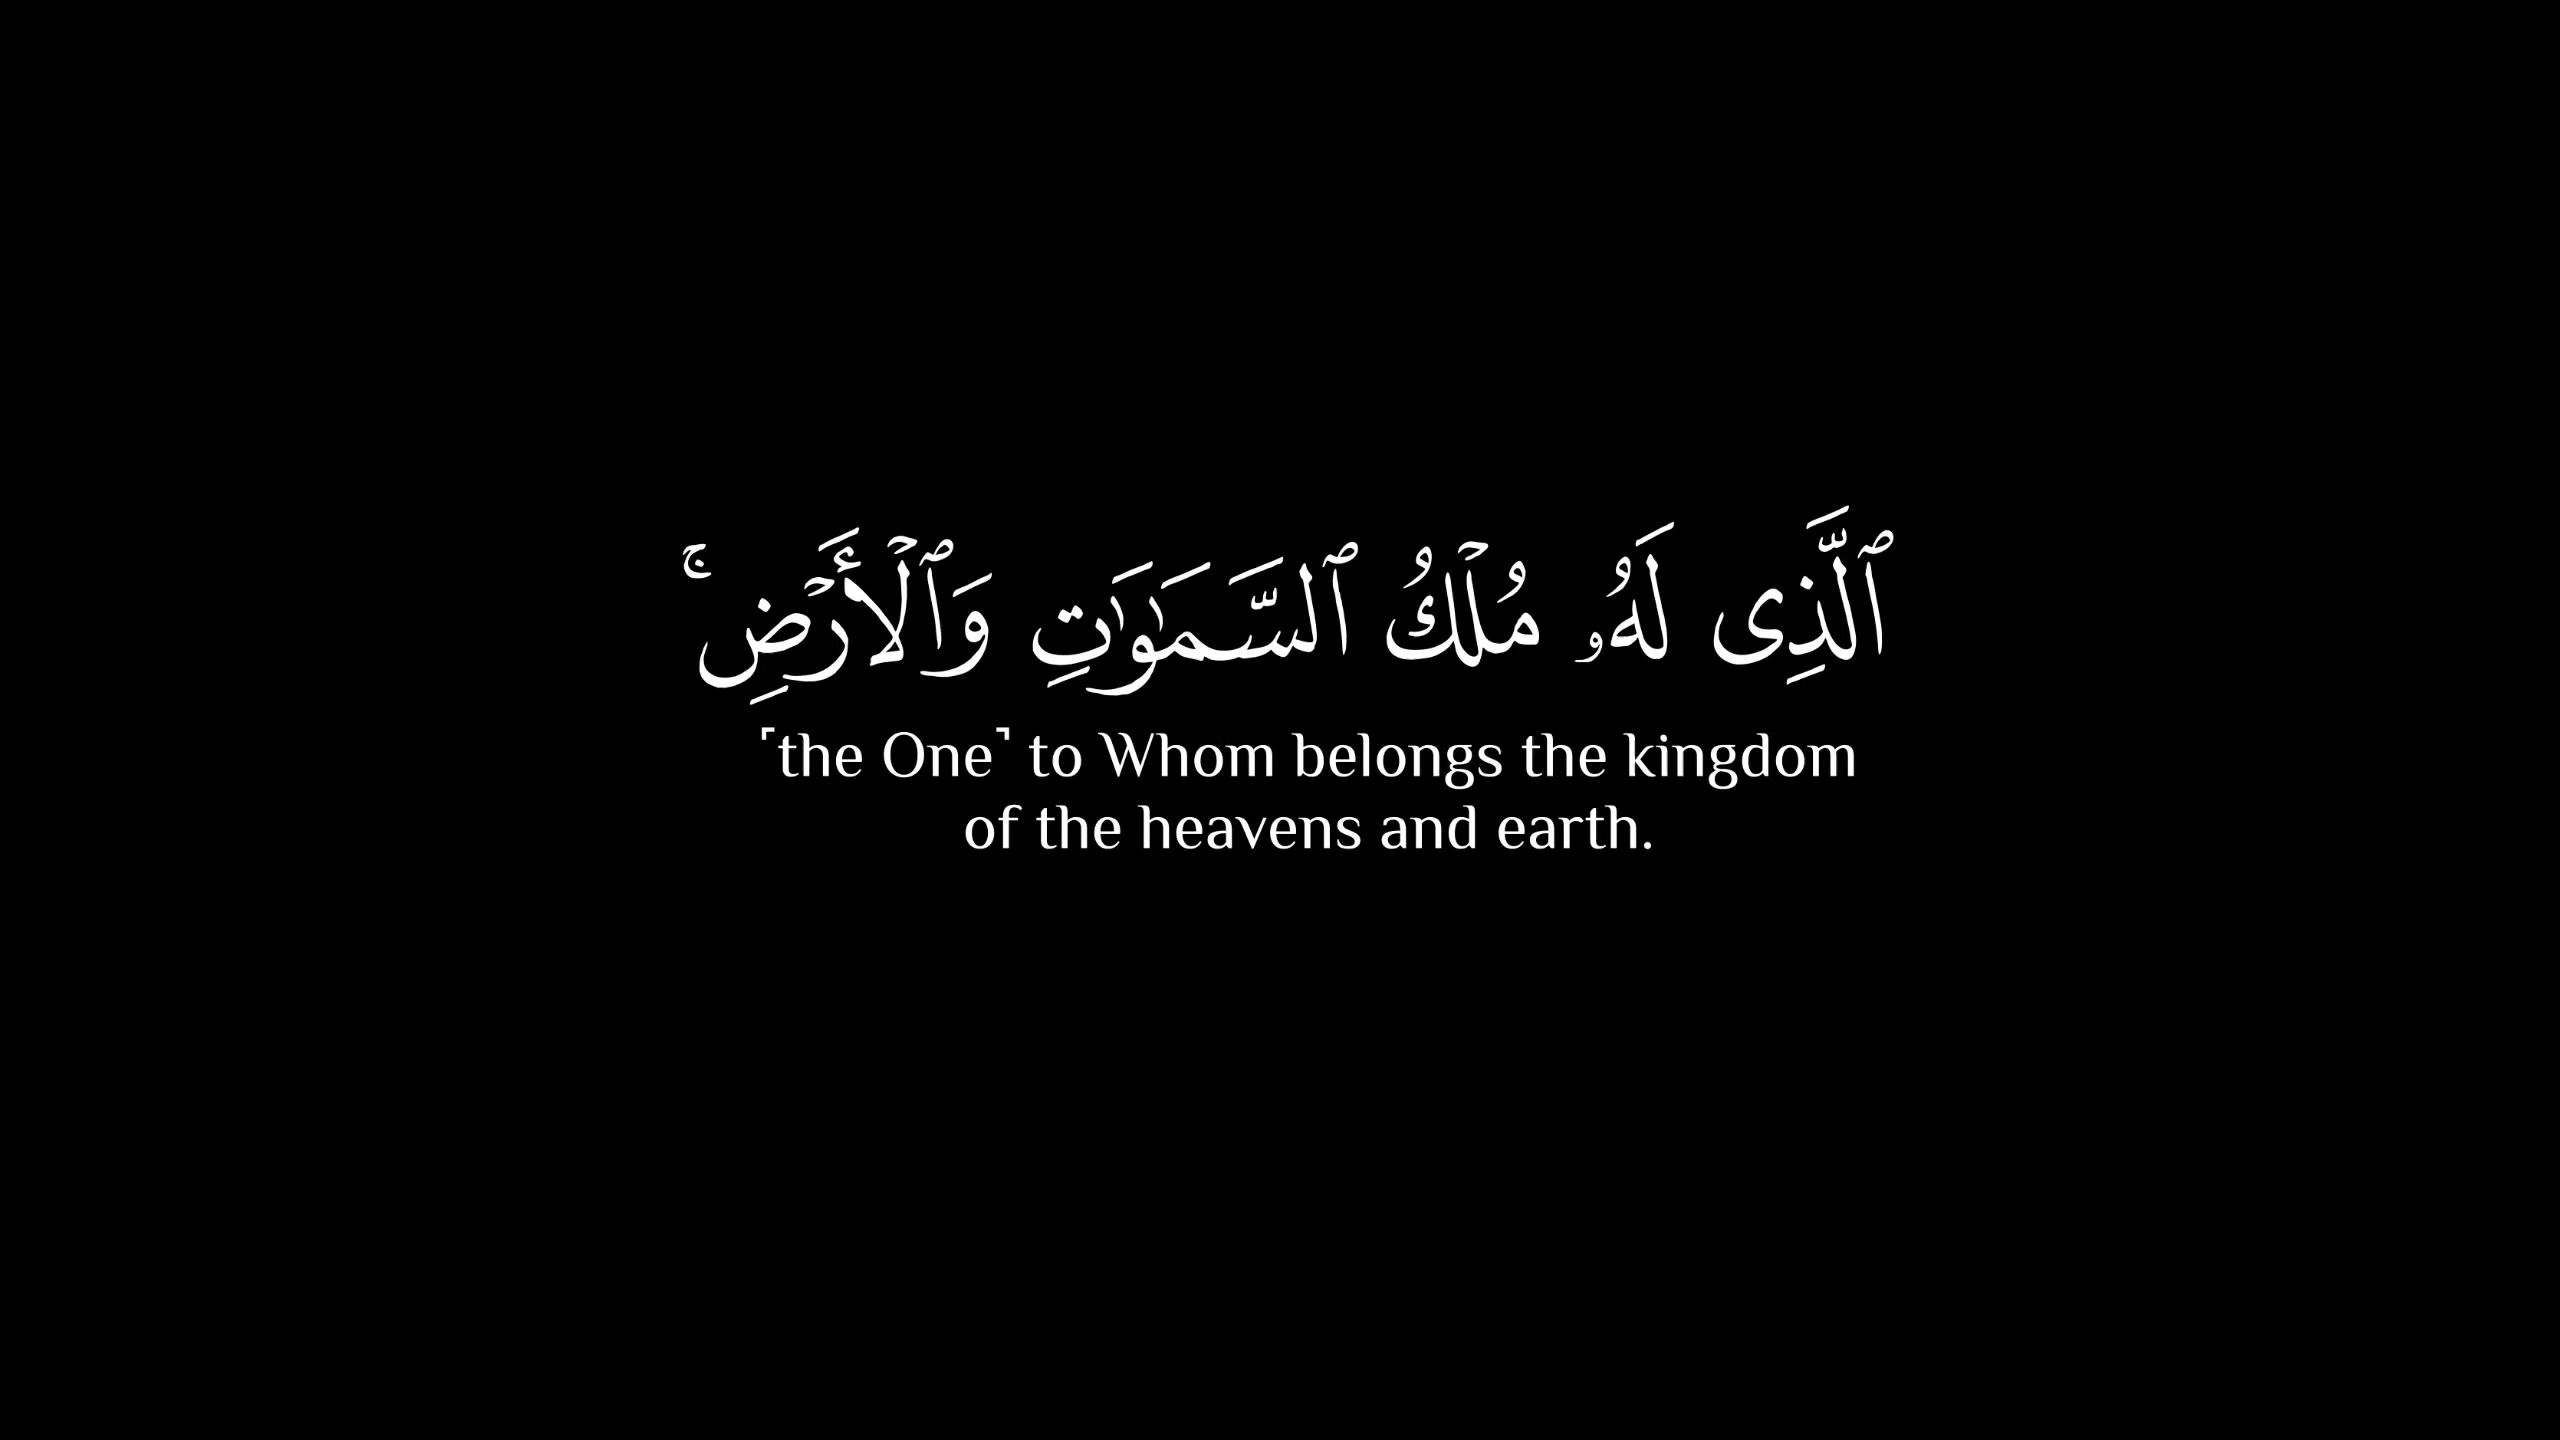 ٱلَّذِى لَهُۥ مُلۡكُ ٱلسَّمَـٰوَٰتِ وَٱلۡأَرۡضِۚ
⸢the One⸣ to Whom belongs the kingdom
of the heavens and earth.